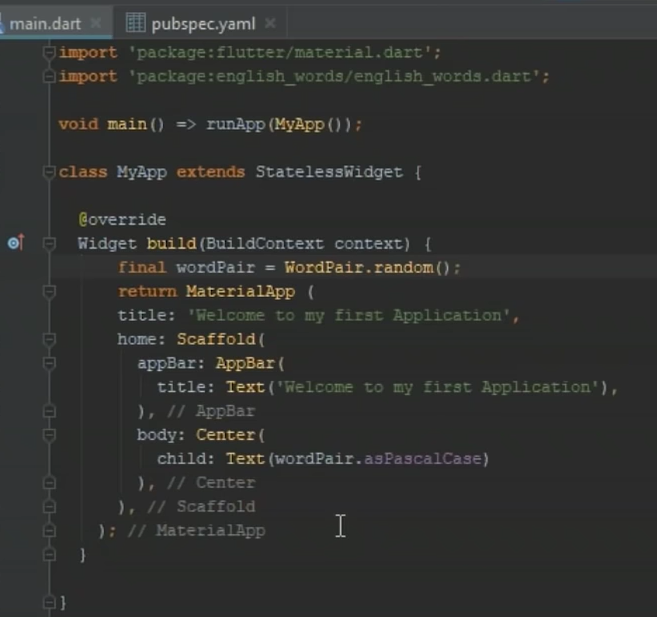 main.dart pubspec.yaml
import 'package:flutter/material.dart';
import 'package:english_words/english_words.dart';
void main() => runApp(MyApp());
class MyApp extends StatelessWidget {
@override
Widget build(BuildContext context) {
final wordPair = WordPair.random();
return MaterialApp (
title: 'Welcome to my first Application',
home: Scaffold(
appBar: AppBar(
title: Text('Welcome to my first Application'),
), // AppBar
body: Center(
child: Text(wordPair.asPascalCase)
), // Center
), // Scaffold
); // MaterialApp
}
}